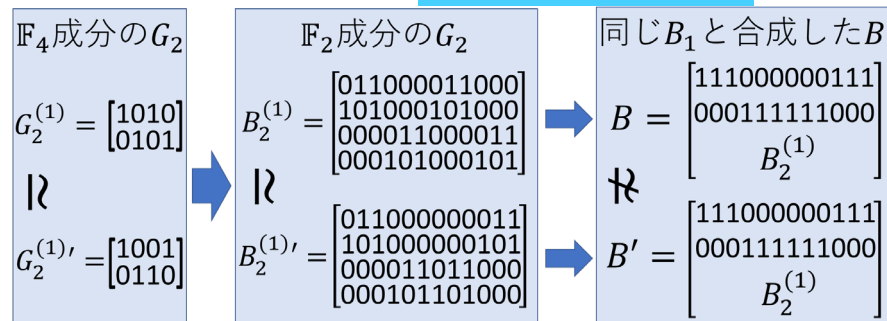 𝔽₄成分のG₂
G₂⁽¹⁾ = [1010
0101]
≃
G₂⁽¹⁾′ = [1001
0110]
𝔽₂成分のG₂
B₂⁽¹⁾ = [011000011000
101000101000
000011000011
000101000101]
≃
B₂⁽¹⁾′ = [011000000011
101000000101
000011011000
000101101000]
同じB₁と合成したB
B = [111000000111
000111111000
B₂⁽¹⁾]
≄
B′ = [111000000111
000111111000
B₂⁽¹⁾]